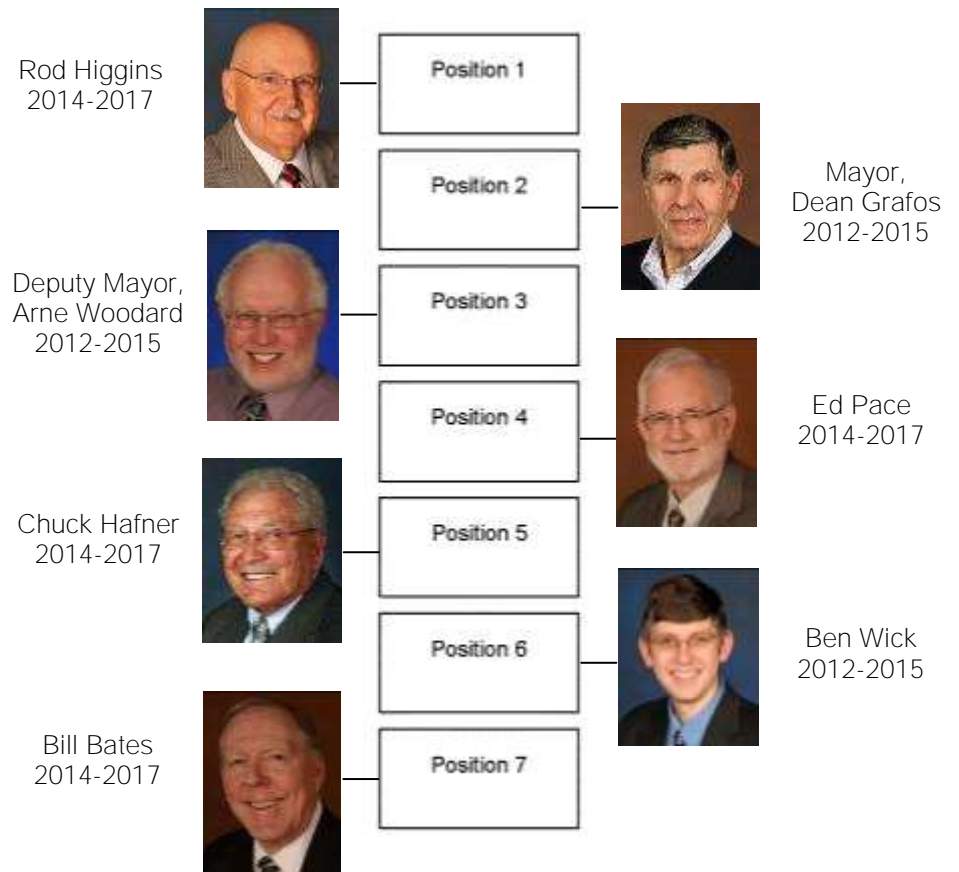 Rod Higgins
2014-2017
Position 1
Position 2
Mayor,
Dean Grafos
2012-2015
Deputy Mayor,
Arne Woodard
2012-2015
Position 3
Position 4
Ed Pace
2014-2017
Chuck Hafner
2014-2017
Position 5
Position 6
Ben Wick
2012-2015
Bill Bates
2014-2017
Position 7